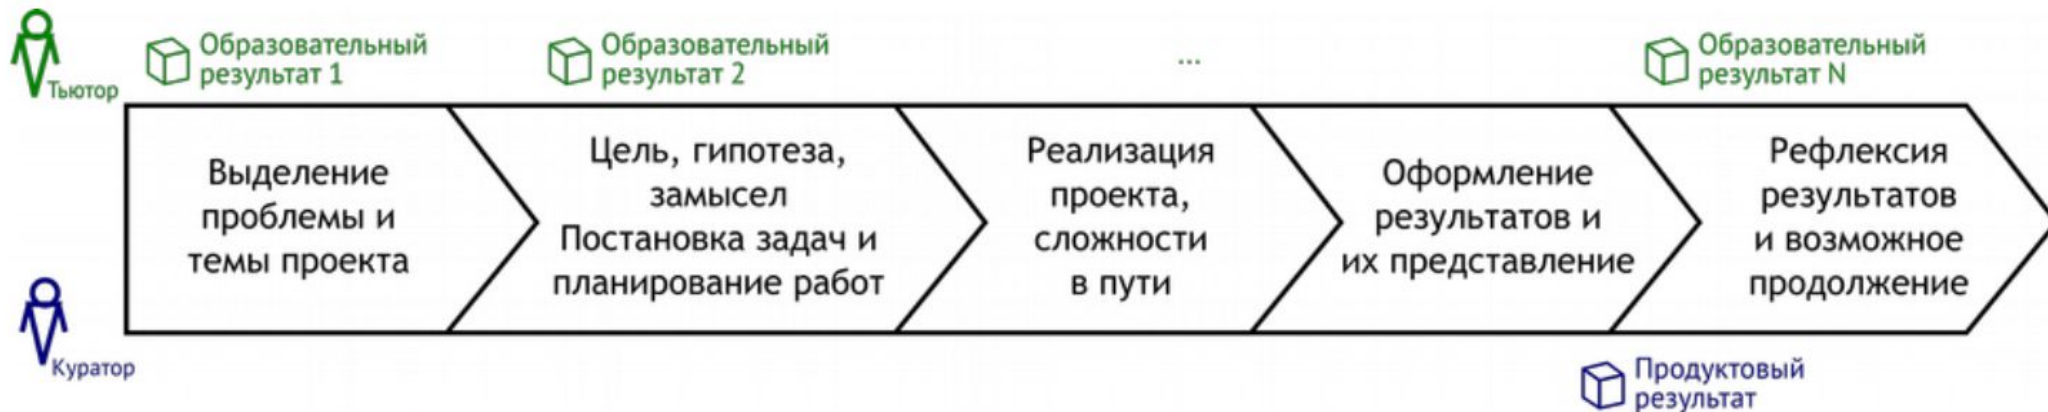 Тьютор
Образовательный
результат 1
Образовательный
результат 2
...
Образовательный
результат N
Выделение
проблемы и
темы проекта
Цель, гипотеза,
замысел
Постановка задач и
планирование работ
Реализация
проекта,
сложности
в пути
Оформление
результатов и
их представление
Рефлексия
результатов
и возможное
продолжение
Куратор
Продуктовый
результат